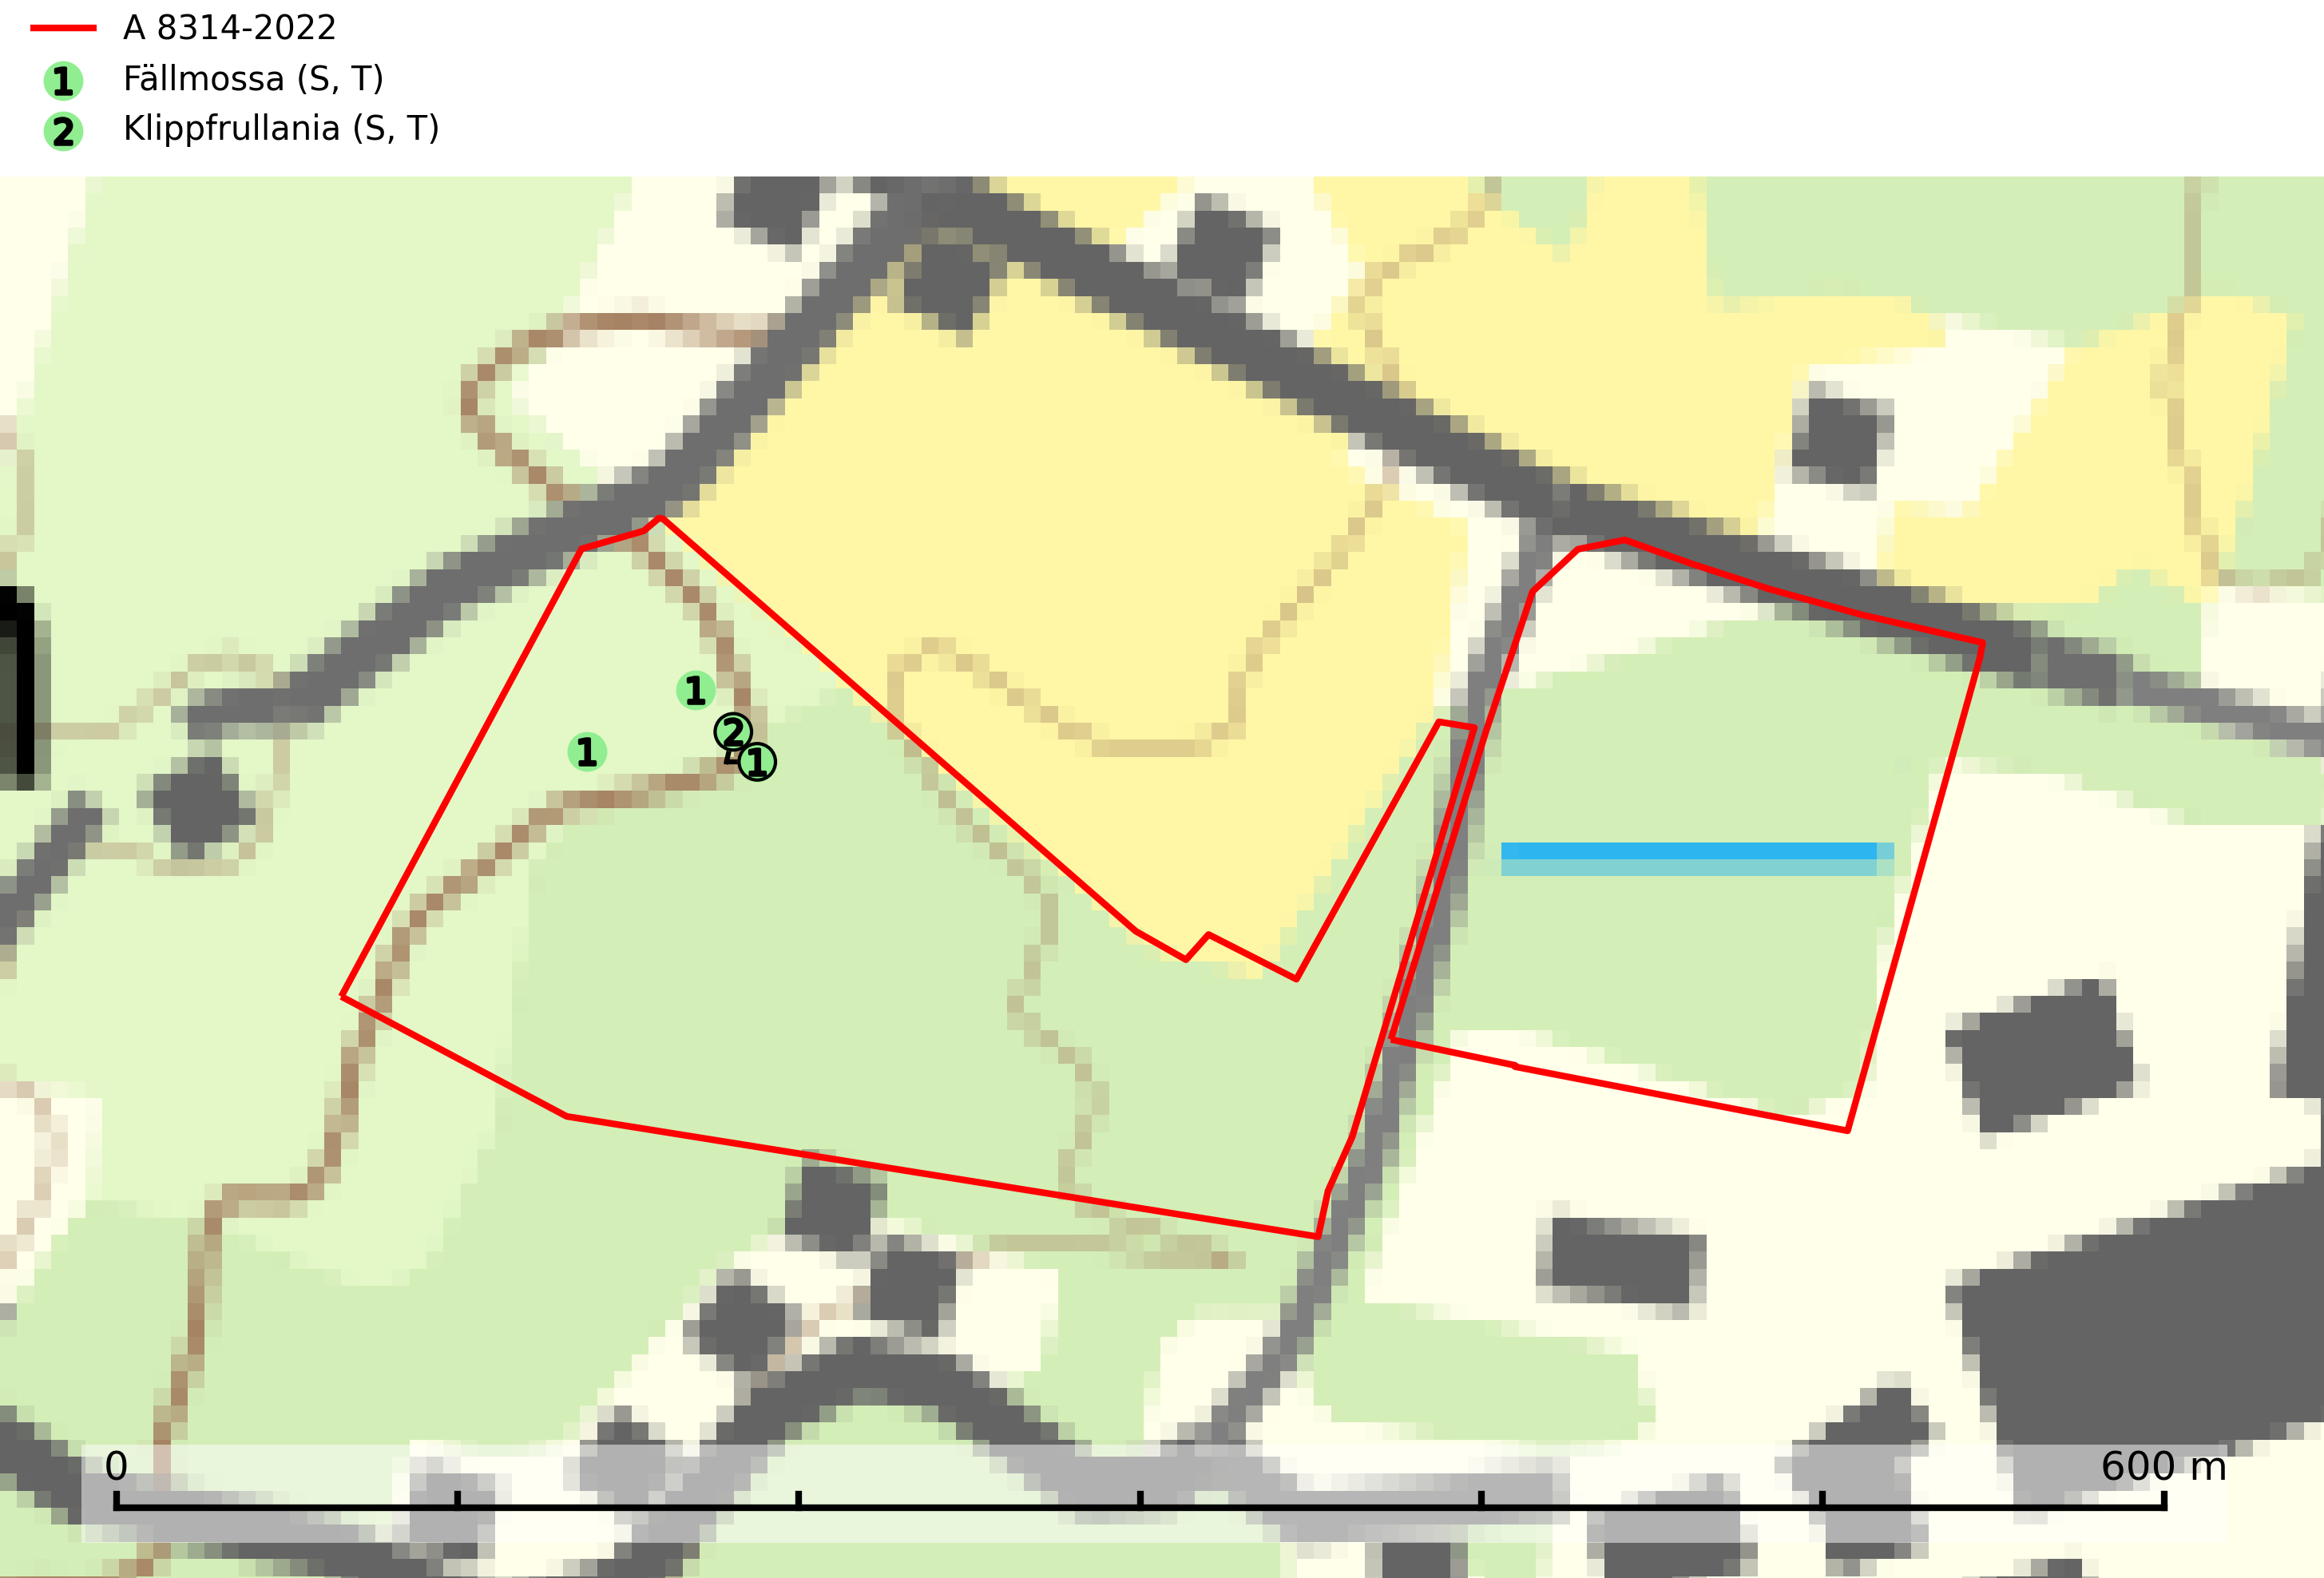 A 8314-2022
1 Fällmossa (S, T)
2 Klippfrullania (S, T)
1
2
1
1
0 600 m